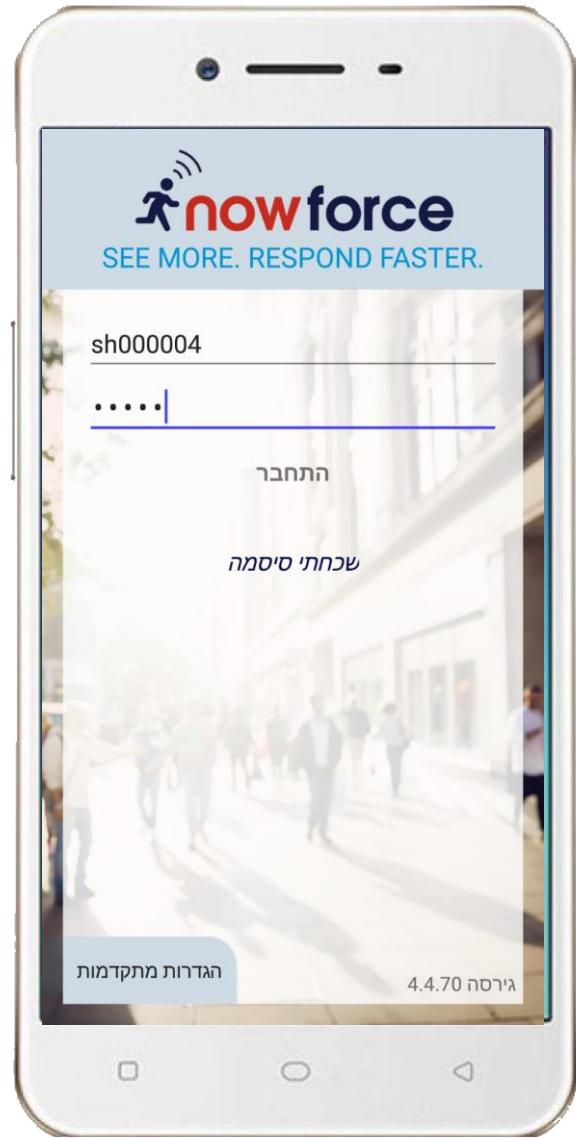 nowforce
SEE MORE. RESPOND FASTER.
sh000004
•••••
התחבר
שכחתי סיסמה
הגדרות מתקדמות
גירסה 4.4.70